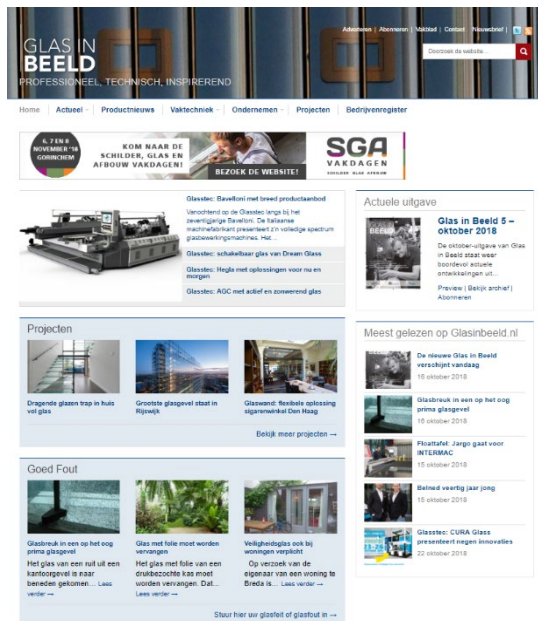 Adverteren | Abonneren | Vakblad | Contact Nieuwsbrief |
GLAS IN
BEELD
PROFESSIONEEL, TECHNISCH, INSPIREREND
Doorzoek de website...
Home
Actueel
Productnieuws
Vaktechniek
Ondernemen
Projecten
Bedrijvenregister
6, 7 EN 8
NOVEMBER '18
GORINCHEM
KOM NAAR DE
SCHILDER, GLAS EN
AFBOUW VAKDAGEN!
BEZOEK DE WEBSITE!
SGA
VAKDAGEN
SCHILDER GLAS AFBOUW
Glasstec: Bavelloni met breed productaanbod
Vanochtend op de Glasstec langs bij het
zeventigjarige Bavelloni. De Italiaanse
machinefabrikant presenteert z'n volledige spectrum
glasbewerkingsmachines. Het...
Glasstec: schakelbaar glas van Dream Glass
Glasstec: Hegla met oplossingen voor nu en
morgen
Glasstec: AGC met actief en zonwerend glas
Actuele uitgave
Glas in Beeld 5 –
oktober 2018
De oktober-uitgave van Glas
in Beeld staat weer
boordevol actuele
ontwikkelingen uit...
Preview | Bekijk archief |
Abonneren
Projecten
Dragende glazen trap in huis
vol glas
Grootste glasgevel staat in
Rijswijk
Glaswand: flexibele oplossing
sigarenwinkel Den Haag
Bekijk meer projecten →
Meest gelezen op Glasinbeeld.nl
De nieuwe Glas in Beeld
verschijnt vandaag
15 oktober 2018
Glasbreuk in een op het oog
prima glasgevel
16 oktober 2018
Floattafel: Jargo gaat voor
INTERMAC
15 oktober 2018
Belned veertig jaar jong
15 oktober 2018
Glasstec: CURA Glass
presenteert negen innovaties
22 oktober 2018
Goed Fout
Glasbreuk in een op het oog
prima glasgevel
Het glas van een ruit uit een
kantoorgevel is naar
beneden gekomen... Lees
verder →
Glas met folie moet worden
vervangen
Het glas met folie van een
drukbezochte kas moet
worden vervangen. Dat...
Lees verder →
Veiligheidsglas ook bij
woningen verplicht
Op verzoek van de
eigenaar van een woning te
Breda is... Lees verder →
Stuur hier uw glasfeit of glasfout in →